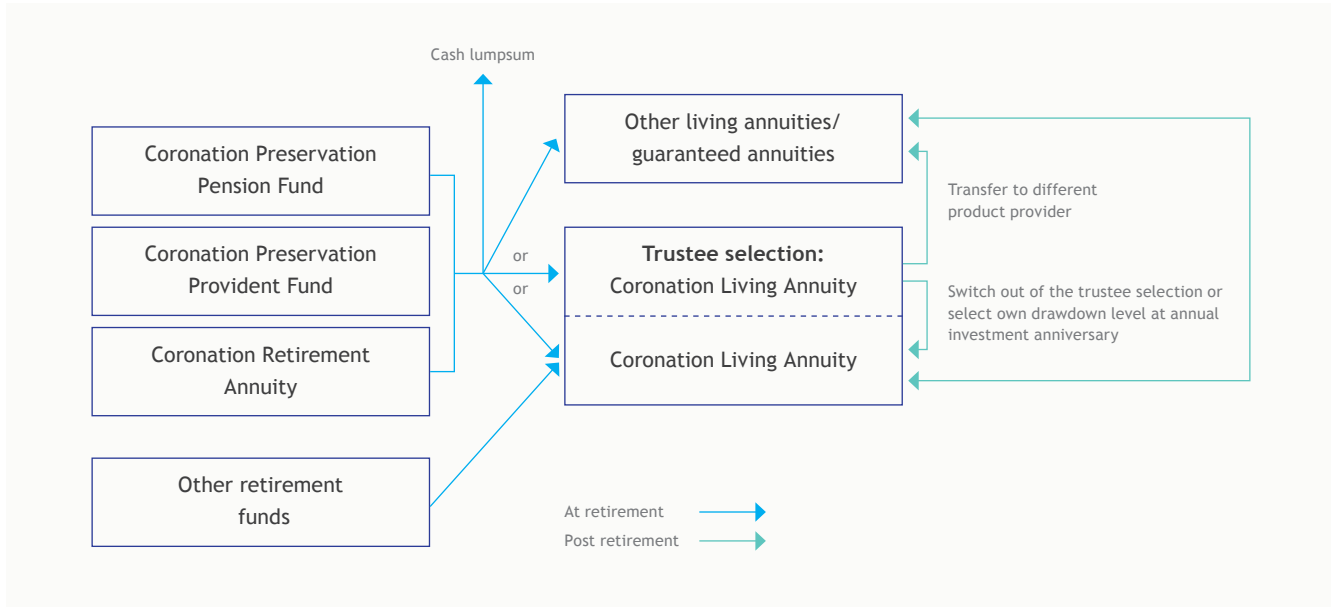 Cash lumpsum
Coronation Preservation
Pension Fund
Coronation Preservation
Provident Fund
Coronation Retirement
Annuity
Other retirement
funds
or
or
Other living annuities/
guaranteed annuities
Trustee selection:
Coronation Living Annuity
Coronation Living Annuity
Transfer to different
product provider
Switch out of the trustee selection or
select own drawdown level at annual
investment anniversary
At retirement
Post retirement